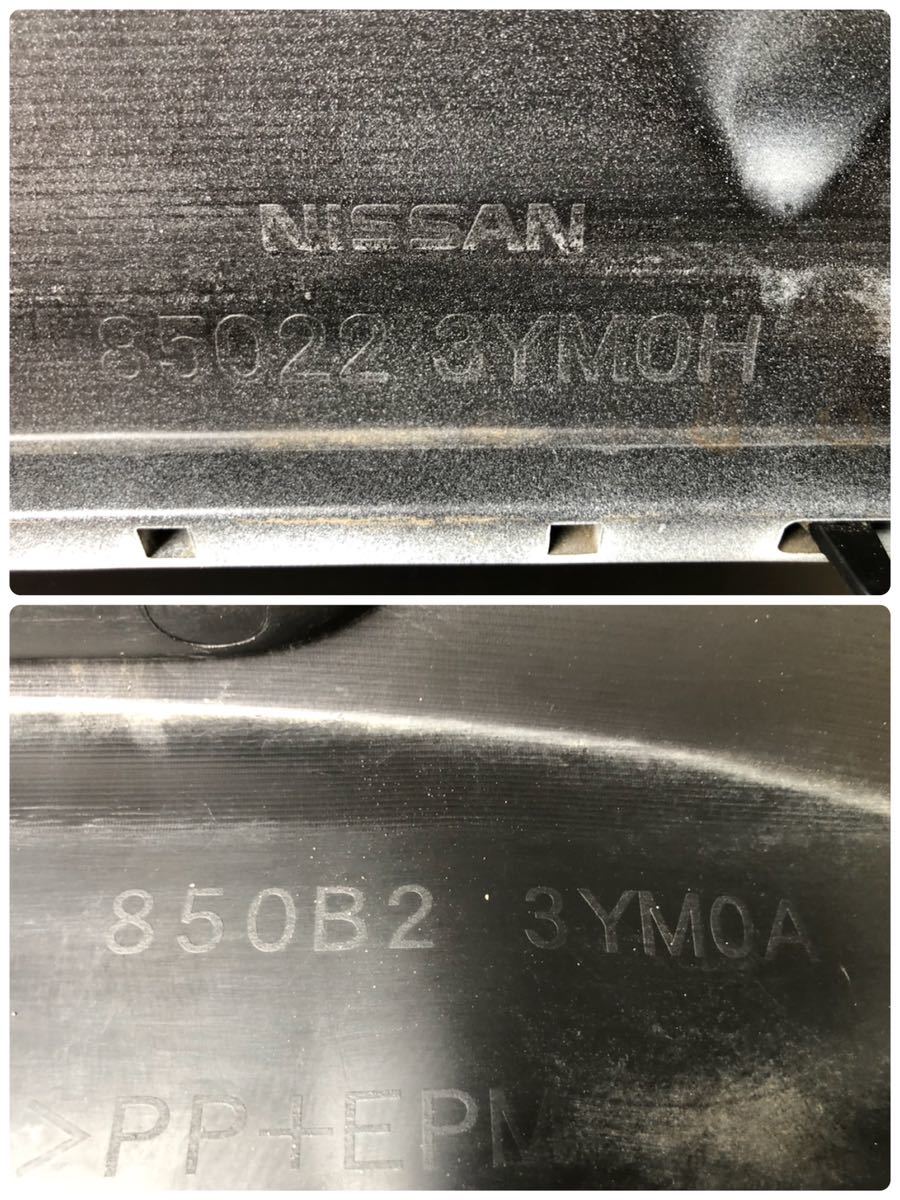 NISSAN
85022 3YM0H
850B2 3YM0A
>PP+EPM